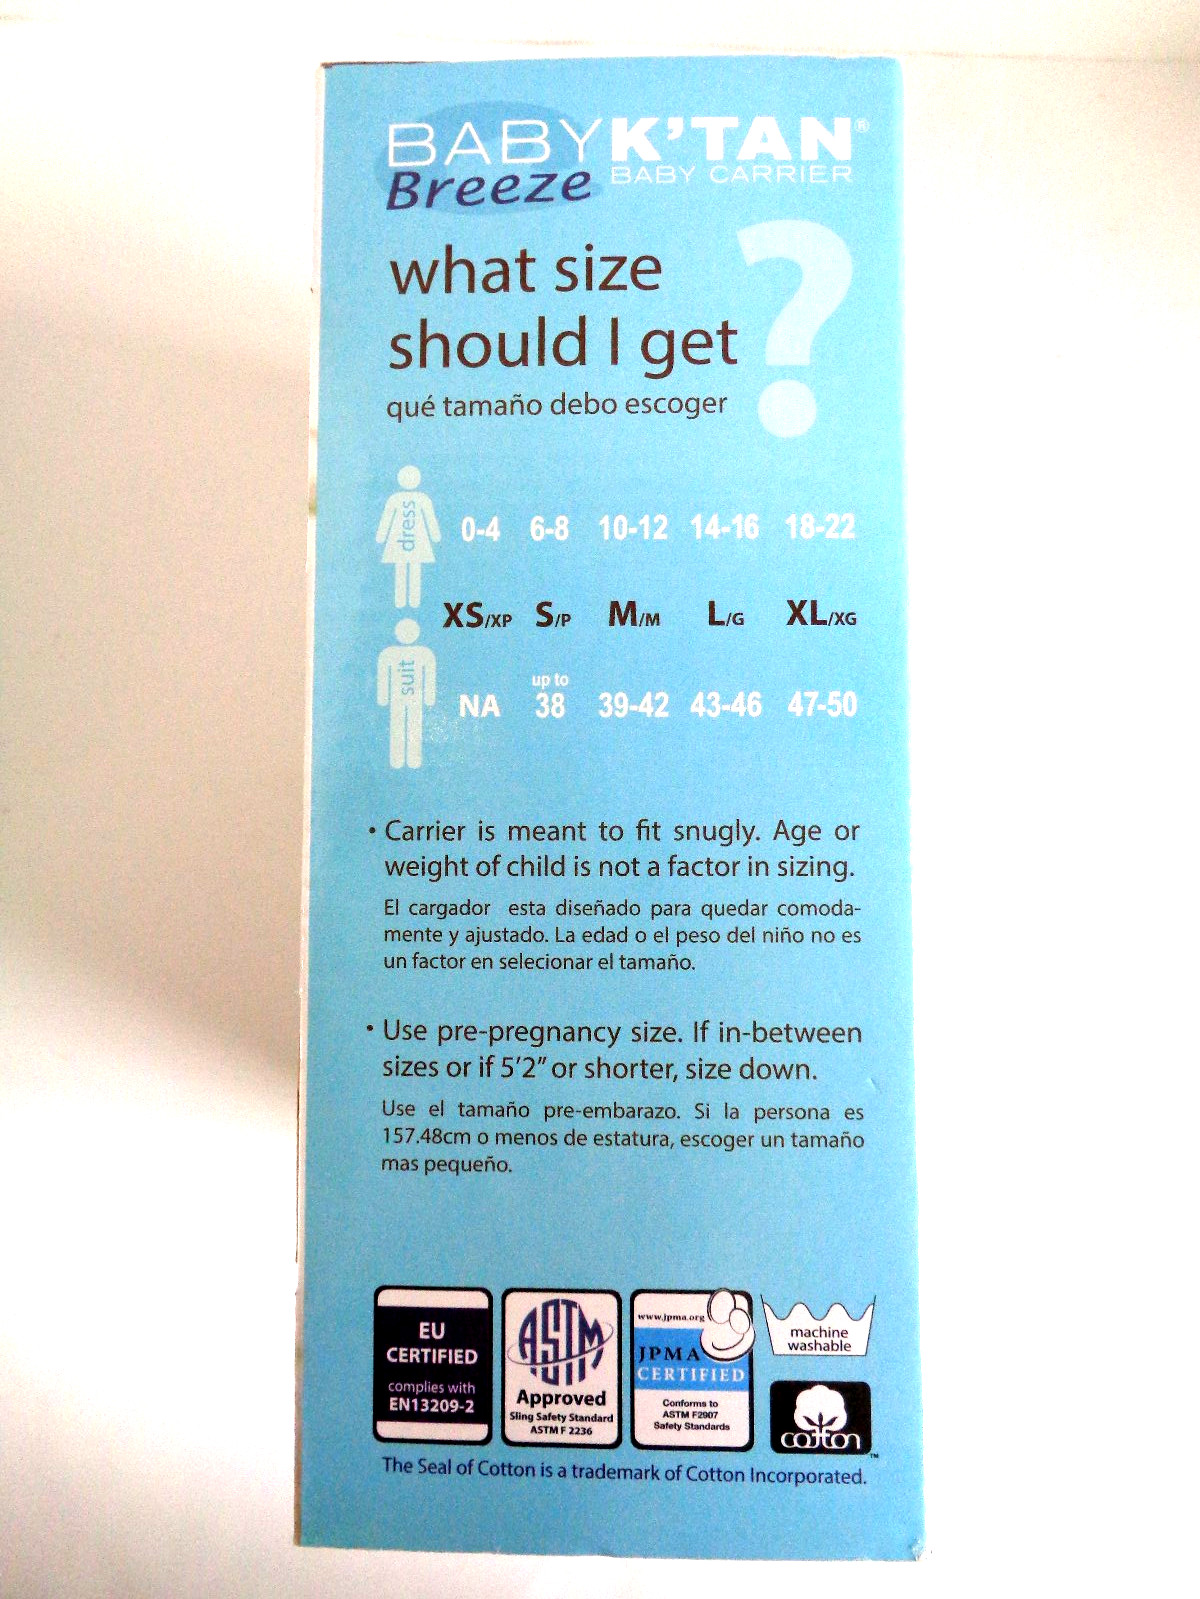 BABY K'TAN®
Breeze BABY CARRIER
what size
should I get
?
qué tamaño debo escoger
dress
0-4 6-8 10-12 14-16 18-22
XS/XP S/P M/M L/G XL/XG
suit
up to
NA 38 39-42 43-46 47-50
• Carrier is meant to fit snugly. Age or
weight of child is not a factor in sizing.
El cargador esta diseñado para quedar comoda-
mente y ajustado. La edad o el peso del niño no es
un factor en selecionar el tamaño.
• Use pre-pregnancy size. If in-between
sizes or if 5'2" or shorter, size down.
Use el tamaño pre-embarazo. Si la persona es
157.48cm o menos de estatura, escoger un tamaño
mas pequeño.
EU
CERTIFIED
complies with
EN13209-2
ASTM
Approved
Sling Safety Standard
ASTM F 2236
www.jpma.org
JPMA
CERTIFIED
Conforms to
ASTM F2907
Safety Standards
machine
washable
cotton
™
The Seal of Cotton is a trademark of Cotton Incorporated.